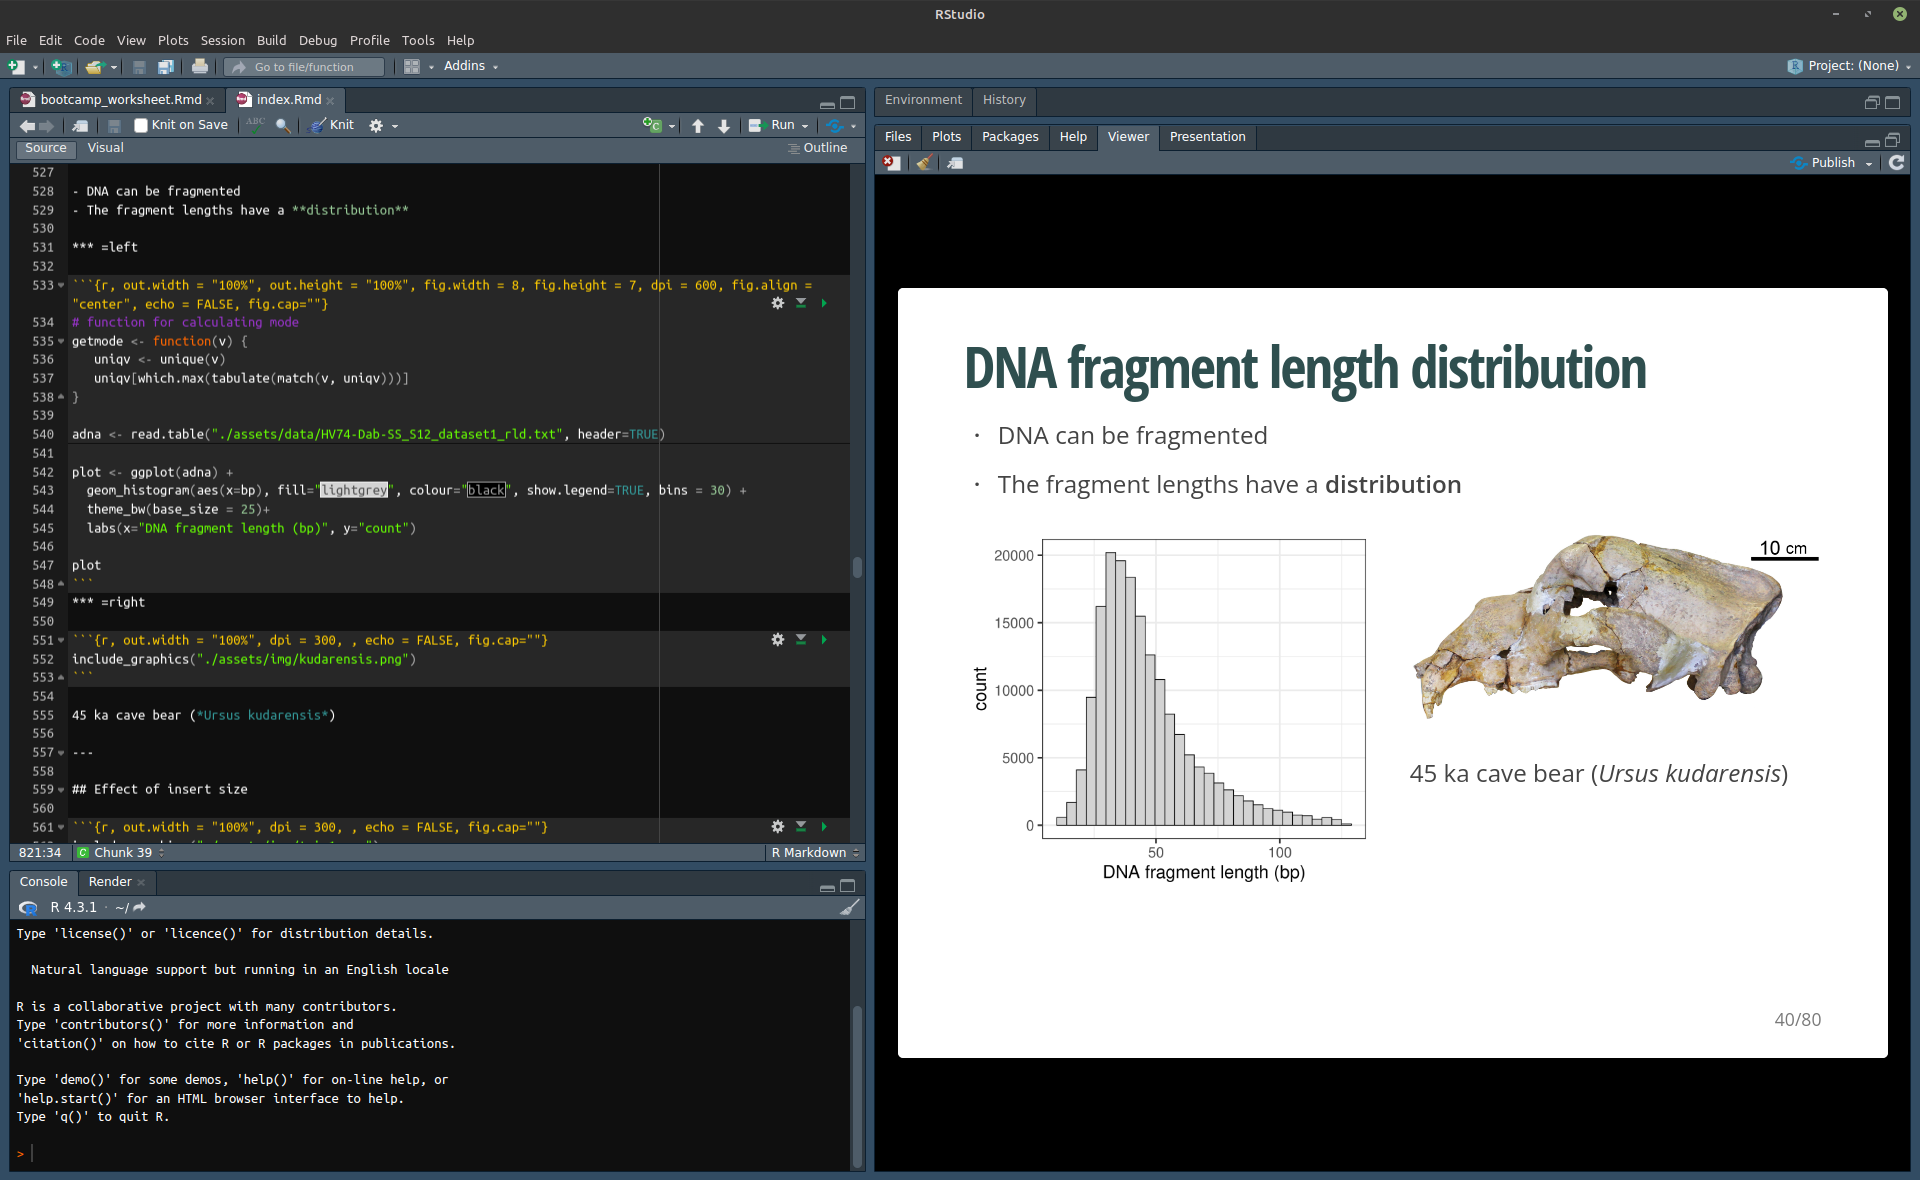 RStudio
File Edit Code View Plots Session Build Debug Profile Tools Help
Go to file/function Addins Project: (None)
bootcamp_worksheet.Rmd index.Rmd
Knit on Save ABC Knit Run
Source Visual Outline
527
528 - DNA can be fragmented
529 - The fragment lengths have a **distribution**
530
531 *** =left
532
533 ```{r, out.width = "100%", out.height = "100%", fig.width = 8, fig.height = 7, dpi = 600, fig.align =
"center", echo = FALSE, fig.cap=""}
534 # function for calculating mode
535 getmode <- function(v) {
536 uniqv <- unique(v)
537 uniqv[which.max(tabulate(match(v, uniqv)))]
538 }
539
540 adna <- read.table("./assets/data/HV74-Dab-SS_S12_dataset1_rld.txt", header=TRUE)
541
542 plot <- ggplot(adna) +
543 geom_histogram(aes(x=bp), fill="lightgrey", colour="black", show.legend=TRUE, bins = 30) +
544 theme_bw(base_size = 25)+
545 labs(x="DNA fragment length (bp)", y="count")
546
547 plot
548 ```
549 *** =right
550
551 ```{r, out.width = "100%", dpi = 300, , echo = FALSE, fig.cap=""}
552 include_graphics("./assets/img/kudarensis.png")
553 ```
554
555 45 ka cave bear (*Ursus kudarensis*)
556
557 ---
558
559 ## Effect of insert size
560
561 ```{r, out.width = "100%", dpi = 300, , echo = FALSE, fig.cap=""}
821:34 C Chunk 39 R Markdown
Console Render
R 4.3.1 · ~/
Type 'license()' or 'licence()' for distribution details.
Natural language support but running in an English locale
R is a collaborative project with many contributors.
Type 'contributors()' for more information and
'citation()' on how to cite R or R packages in publications.
Type 'demo()' for some demos, 'help()' for on-line help, or
'help.start()' for an HTML browser interface to help.
Type 'q()' to quit R.
>
Environment History
Files Plots Packages Help Viewer Presentation
Publish
DNA fragment length distribution
· DNA can be fragmented
· The fragment lengths have a distribution
20000
15000
10000
5000
0
count
50 100
DNA fragment length (bp)
10 cm
45 ka cave bear (Ursus kudarensis)
40/80